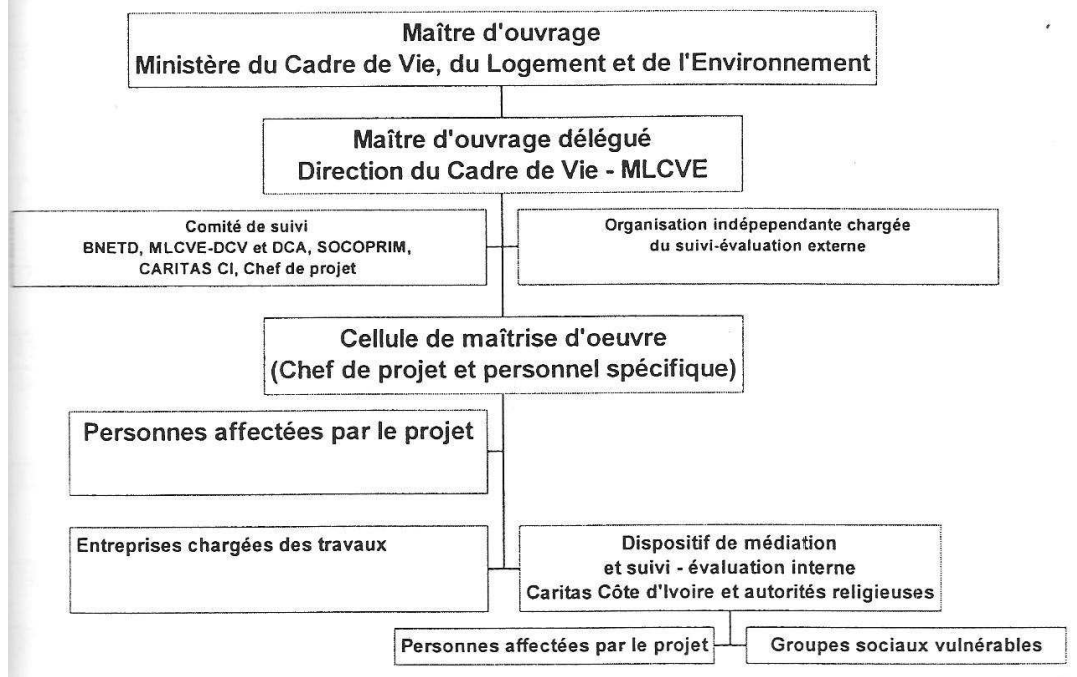 Maître d'ouvrage
Ministère du Cadre de Vie, du Logement et de l'Environnement
Maître d'ouvrage délégué
Direction du Cadre de Vie - MLCVE
Comité de suivi
BNETD, MLCVE-DCV et DCA, SOCOPRIM,
CARITAS CI, Chef de projet
Organisation indépependante chargée
du suivi-évaluation externe
Cellule de maîtrise d'oeuvre
(Chef de projet et personnel spécifique)
Personnes affectées par le projet
Entreprises chargées des travaux
Dispositif de médiation
et suivi - évaluation interne
Caritas Côte d'Ivoire et autorités religieuses
Personnes affectées par le projet
Groupes sociaux vulnérables